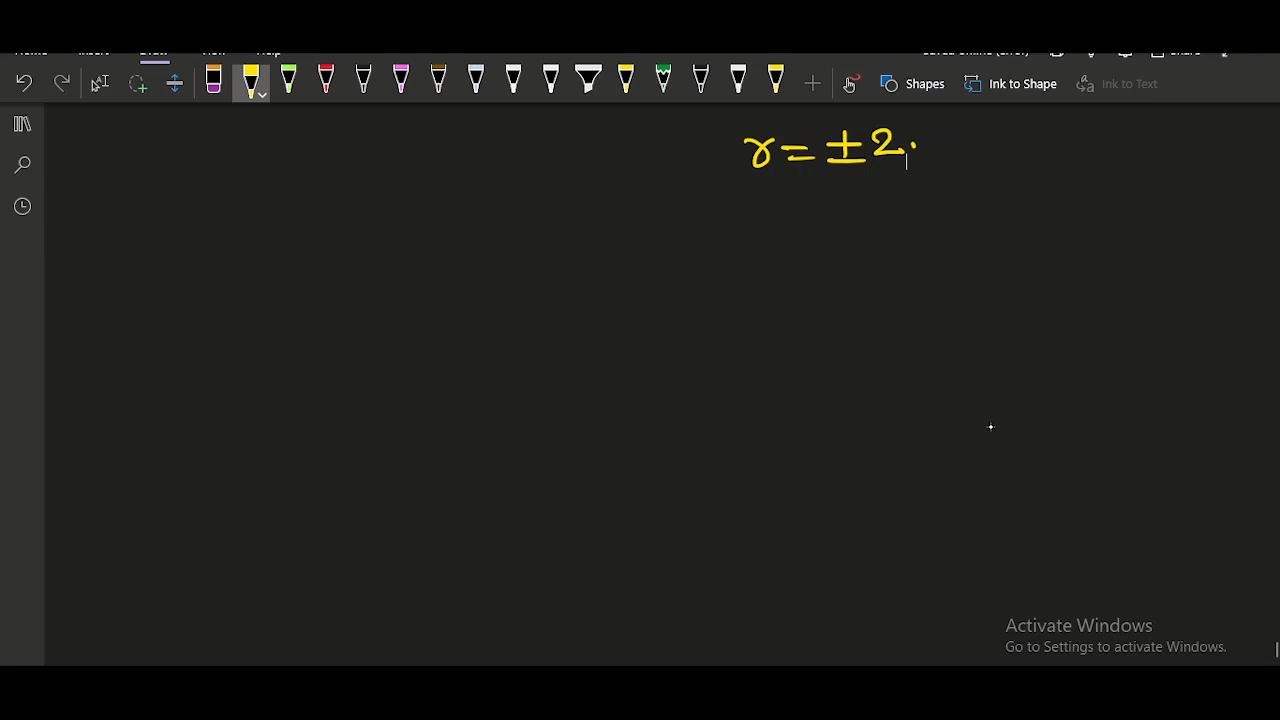 Shapes Ink to Shape Ink to Text
r = ± 2.
Activate Windows
Go to Settings to activate Windows.